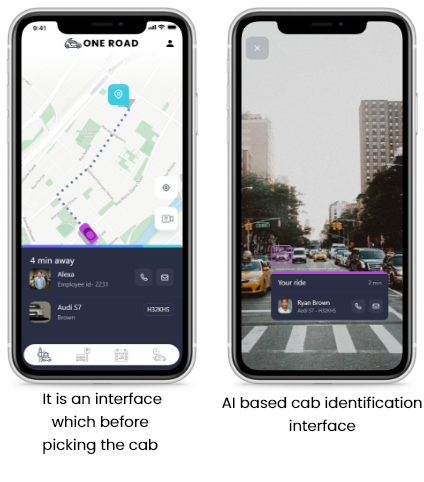 9:41
ONE ROAD
4 min away
Alexa
Employee id- 2231
Audi S7
Brown
H32KHS
Your ride
2 min
Ryan Brown
Audi S7 - H32KHS
It is an interface
which before
picking the cab
AI based cab identification
interface